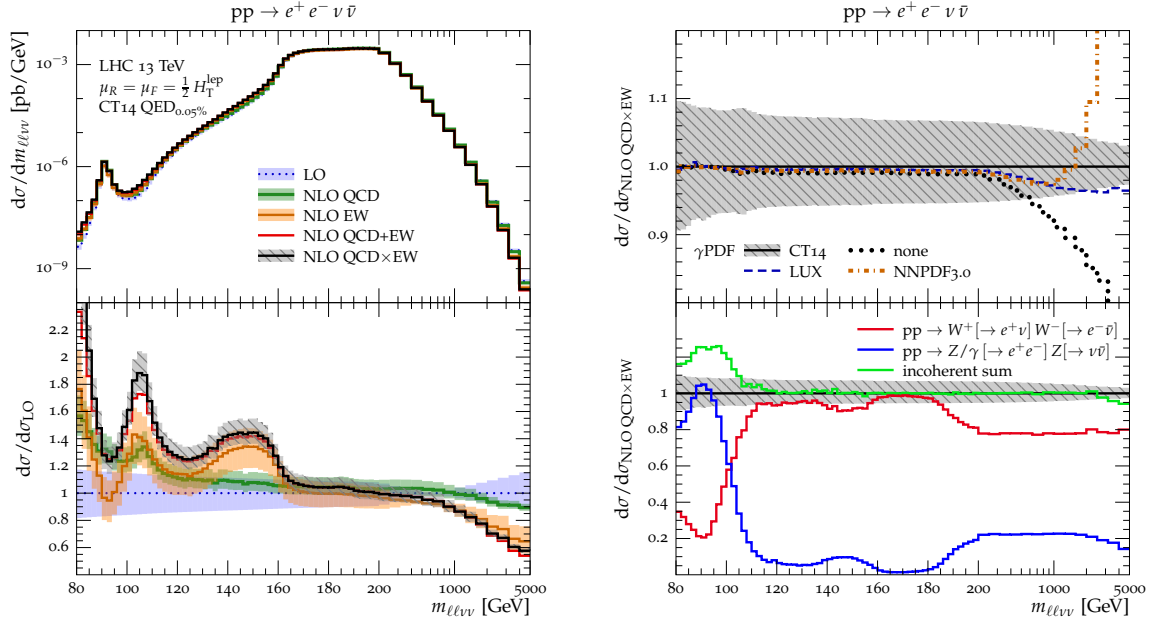 pp → e⁺ e⁻ ν ν̄
dσ/dm_ℓℓνν [pb/GeV]
10⁻³
10⁻⁶
10⁻⁹
LHC 13 TeV
μ_R = μ_F = ½ H_T^lep
CT14 QED_0.05%
LO
NLO QCD
NLO EW
NLO QCD+EW
NLO QCD×EW
dσ/dσ_LO
2.2
2
1.8
1.6
1.4
1.2
1
0.8
0.6
80 100 120 140 160 180 200 1000 5000
m_ℓℓνν [GeV]
pp → e⁺ e⁻ ν ν̄
dσ/dσ_NLO QCD×EW
1.1
1.0
0.9
γPDF CT14 none
LUX NNPDF3.0
dσ/dσ_NLO QCD×EW
1.2
1
0.8
0.6
0.4
0.2
pp → W⁺[→ e⁺ν] W⁻[→ e⁻ν̄]
pp → Z/γ [→ e⁺e⁻] Z[→ νν̄]
incoherent sum
80 100 120 140 160 180 200 1000 5000
m_ℓℓνν [GeV]